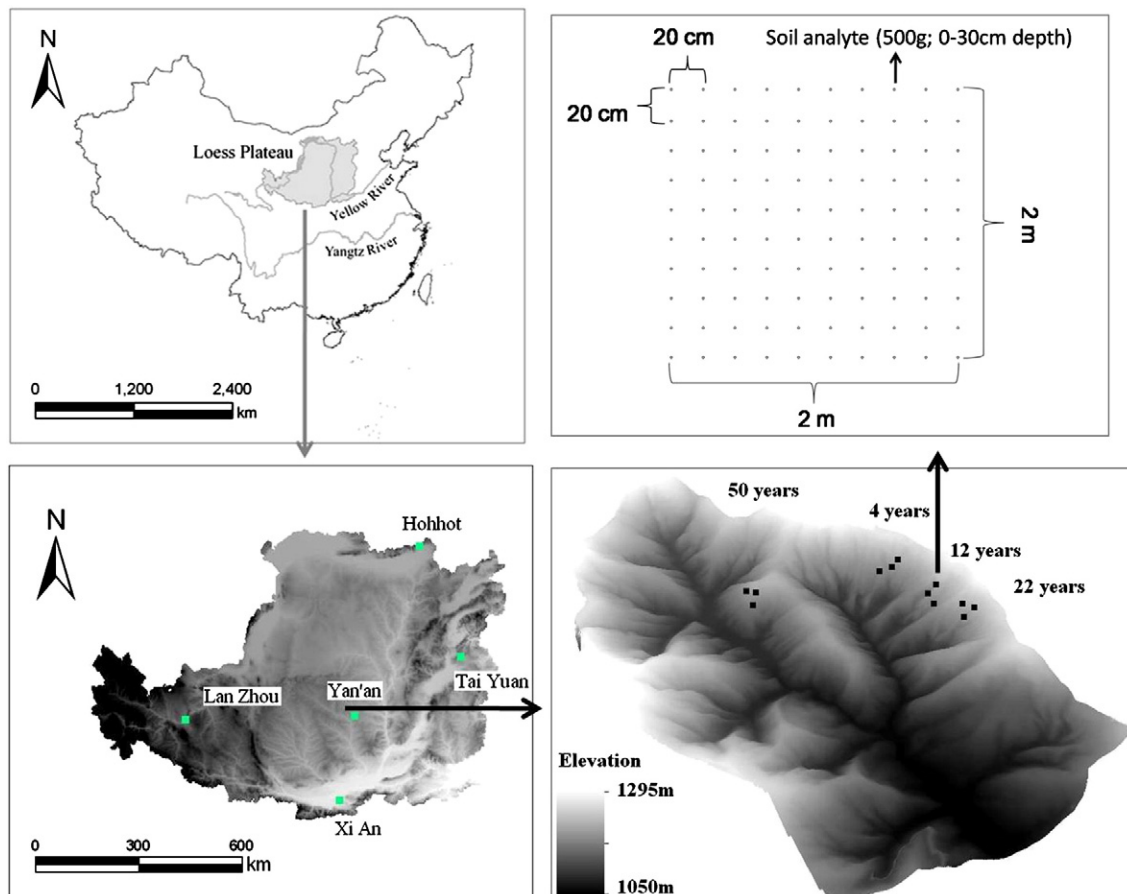 N
Loess Plateau
Yellow River
Yangtz River
0 1,200 2,400
km
20 cm
Soil analyte (500g; 0-30cm depth)
20 cm
2 m
2 m
N
Hohhot
Tai Yuan
Lan Zhou
Yan'an
Xi An
0 300 600
km
50 years
4 years
12 years
22 years
Elevation
1295m
1050m